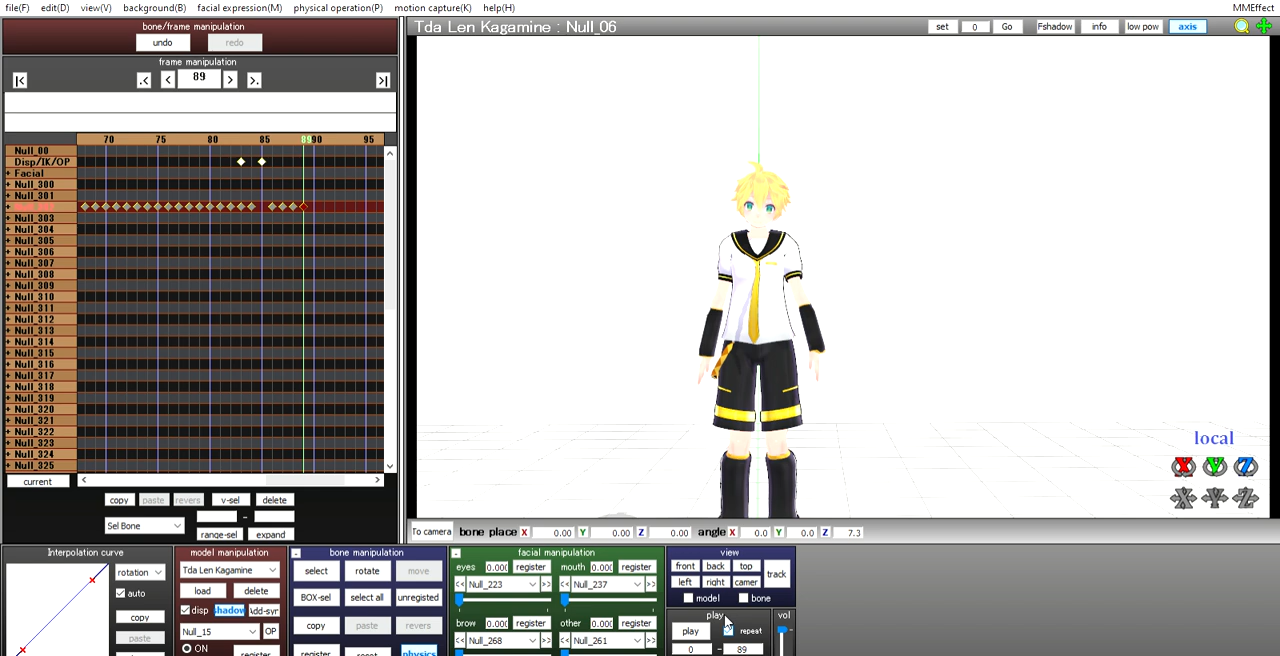 file(F) edit(D) view(V) background(B) facial expression(M) physical operation(P) motion capture(K) help(H) MMEffect
bone/frame manipulation
undo redo
frame manipulation
|< .< < 89 > >. >|
70 75 80 85 89 90 95
Null_00
Disp/IK/OP
+ Facial
+ Null_300
+ Null_301
+ Null_302
+ Null_303
+ Null_304
+ Null_305
+ Null_306
+ Null_307
+ Null_308
+ Null_309
+ Null_310
+ Null_311
+ Null_312
+ Null_313
+ Null_314
+ Null_315
+ Null_316
+ Null_317
+ Null_318
+ Null_319
+ Null_320
+ Null_321
+ Null_322
+ Null_323
+ Null_324
+ Null_325
current
copy paste revers v-sel delete
Sel Bone -
range-sel expand
Tda Len Kagamine : Null_06 set 0 Go Fshadow info low pow axis
local
X Y Z
X Y Z
To camera bone place X 0.00 Y 0.00 Z 0.00 angle X 0.0 Y 0.0 Z 7.3
Interpolation curve
rotation
auto
copy
paste
model manipulation
Tda Len Kagamine
load delete
disp shadow Add-syn
Null_15 OP
ON register
- bone manipulation
select rotate move
BOX-sel select all unregisted
copy paste revers
register reset physics
- facial manipulation
eyes 0.00 register mouth 0.00 register
<< Null_223 >> << Null_237 >>
brow 0.00 register other 0.00 register
<< Null_268 >> << Null_261 >>
view
front back top
left right camer track
model bone
play
play repeat
0 - 89
vol